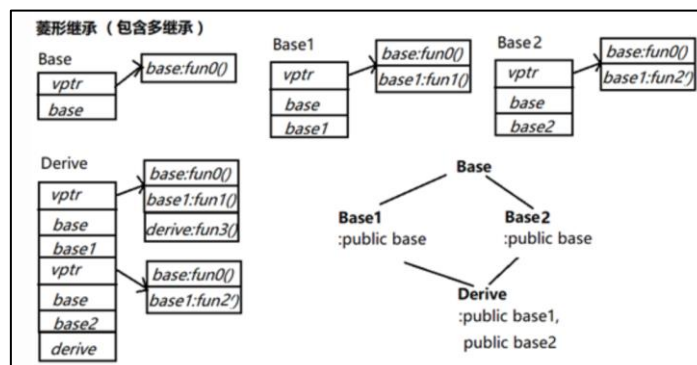 菱形继承（包含多继承）
Base
vptr
base
base:fun0()
Base1
vptr
base
base1
base:fun0()
base1:fun1()
Base2
vptr
base
base2
base:fun0()
base1:fun2()
Derive
vptr
base
base1
vptr
base
base2
derive
base:fun0()
base1:fun1()
derive:fun3()
base:fun0()
base1:fun2()
Base
Base1
:public base
Base2
:public base
Derive
:public base1,
public base2